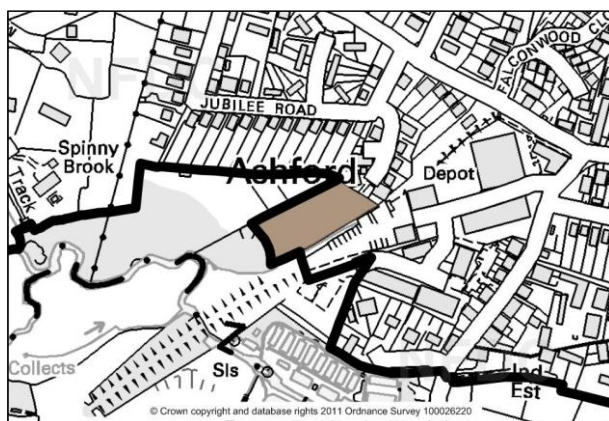 FALCONWOOD CL
JUBILEE ROAD
Spinny
Brook
Ashford
Depot
Track
Collects
Sls
Ind
Est
© Crown copyright and database rights 2011 Ordnance Survey 100026220